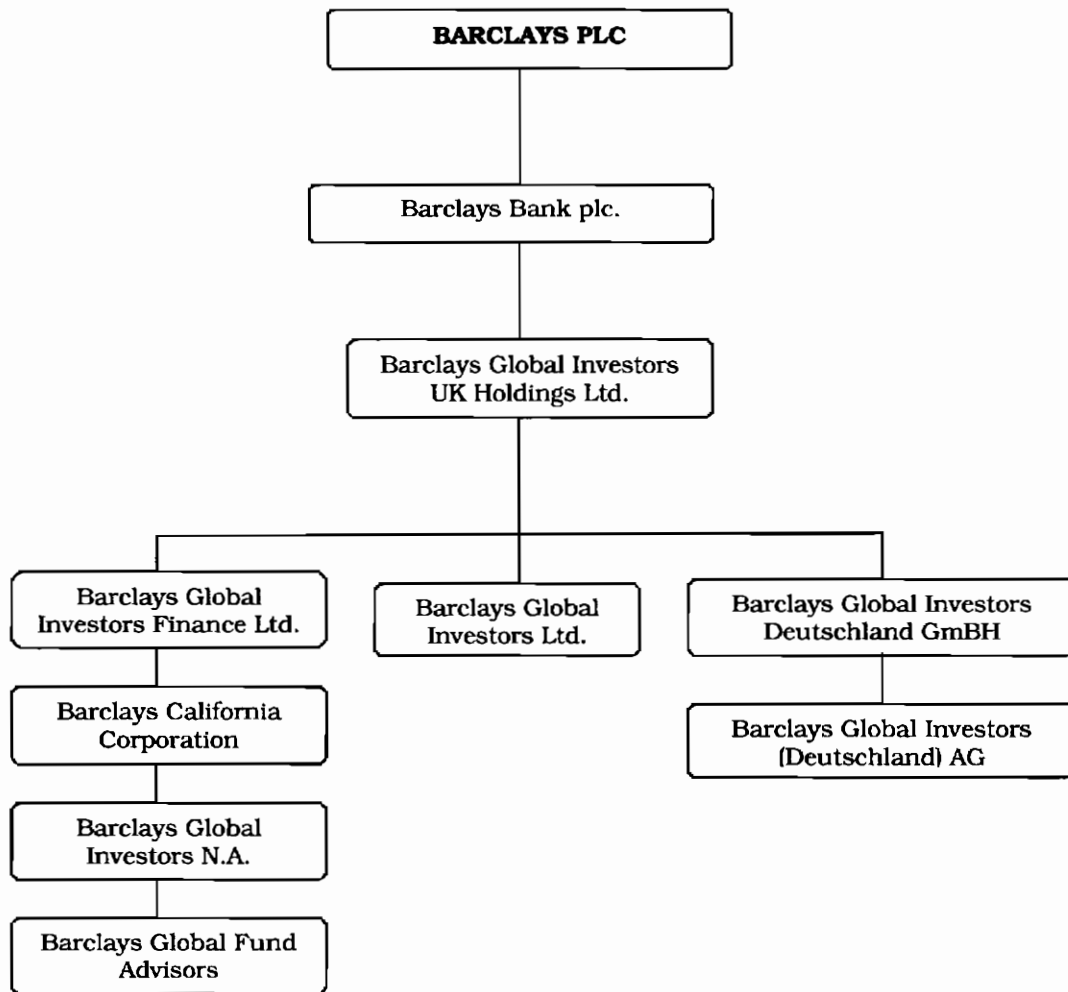 BARCLAYS PLC
Barclays Bank plc.
Barclays Global Investors
UK Holdings Ltd.
Barclays Global
Investors Finance Ltd.
Barclays Global
Investors Ltd.
Barclays Global Investors
Deutschland GmBH
Barclays California
Corporation
Barclays Global Investors
(Deutschland) AG
Barclays Global
Investors N.A.
Barclays Global Fund
Advisors